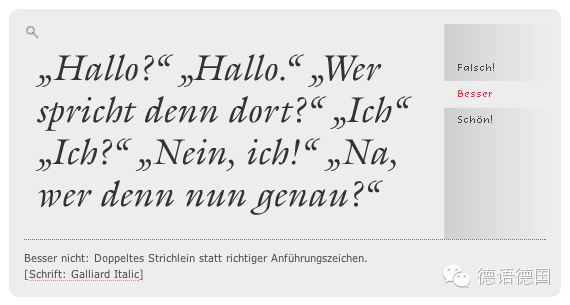 „Hallo?“ „Hallo.“ „Wer
spricht denn dort?“ „Ich“
„Ich?“ „Nein, ich!“ „Na,
wer denn nun genau?“
Falsch!
Besser
Schön!
Besser nicht: Doppeltes Strichlein statt richtiger Anführungszeichen.
[Schrift: Galliard Italic]
德语德国